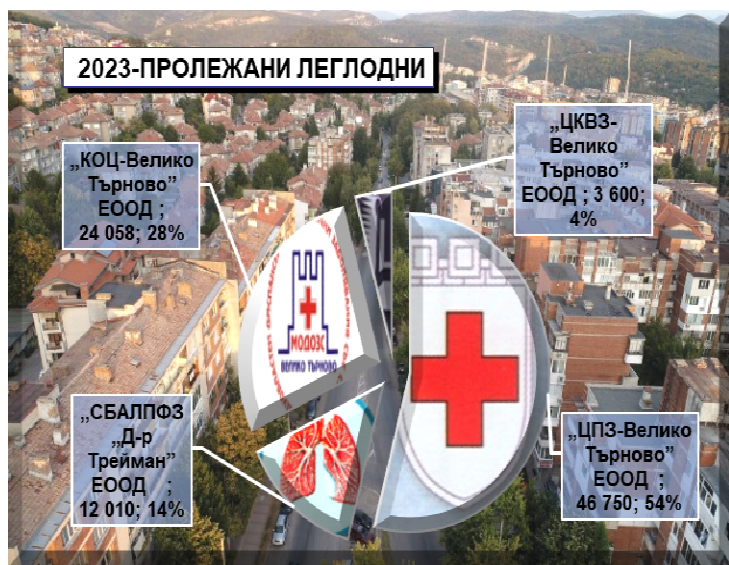 2023-ПРОЛЕЖАНИ ЛЕГЛОДНИ
„ЦКВЗ-
Велико
Търново”
ЕООД ; 3 600;
4%
„КОЦ-Велико
Търново”
ЕООД ;
24 058; 28%
МОДОЗС
ВЕЛИКО ТЪРНОВО
„СБАЛПФЗ
„Д-р
Трейман”
ЕООД ;
12 010; 14%
„ЦПЗ-Велико
Търново”
ЕООД ;
46 750; 54%